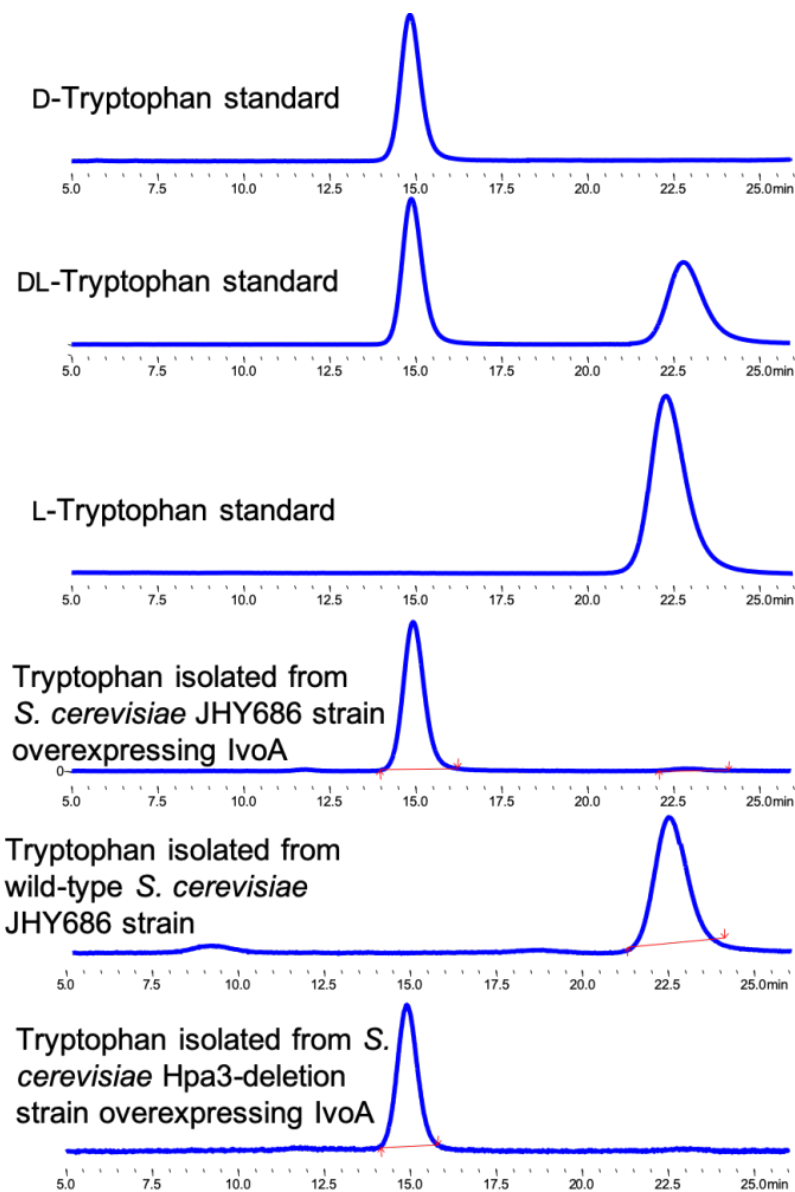 D-Tryptophan standard
5.0 7.5 10.0 12.5 15.0 17.5 20.0 22.5 25.0min
DL-Tryptophan standard
5.0 7.5 10.0 12.5 15.0 17.5 20.0 22.5 25.0min
L-Tryptophan standard
5.0 7.5 10.0 12.5 15.0 17.5 20.0 22.5 25.0min
Tryptophan isolated from
S. cerevisiae JHY686 strain
overexpressing IvoA
0
5.0 7.5 10.0 12.5 15.0 17.5 20.0 22.5 25.0min
Tryptophan isolated from
wild-type S. cerevisiae
JHY686 strain
5.0 7.5 10.0 12.5 15.0 17.5 20.0 22.5 25.0min
Tryptophan isolated from S.
cerevisiae Hpa3-deletion
strain overexpressing IvoA
5.0 7.5 10.0 12.5 15.0 17.5 20.0 22.5 25.0min